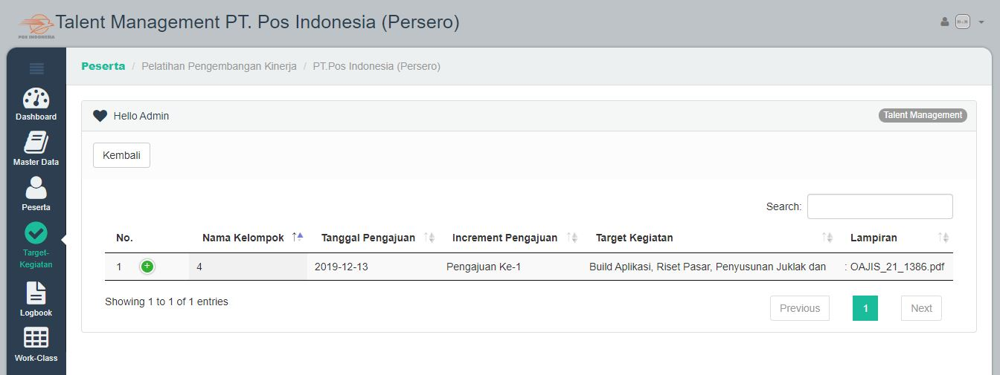 POS INDONESIA
Talent Management PT. Pos Indonesia (Persero)
Peserta / Pelatihan Pengembangan Kinerja / PT.Pos Indonesia (Persero)
Dashboard
Master Data
Peserta
Target-
Kegiatan
Logbook
Work-Class
Hello Admin
Talent Management
Kembali
Search:
No. Nama Kelompok Tanggal Pengajuan Increment Pengajuan Target Kegiatan Lampiran
1 4 2019-12-13 Pengajuan Ke-1 Build Aplikasi, Riset Pasar, Penyusunan Juklak dan : OAJIS_21_1386.pdf
Showing 1 to 1 of 1 entries
Previous 1 Next